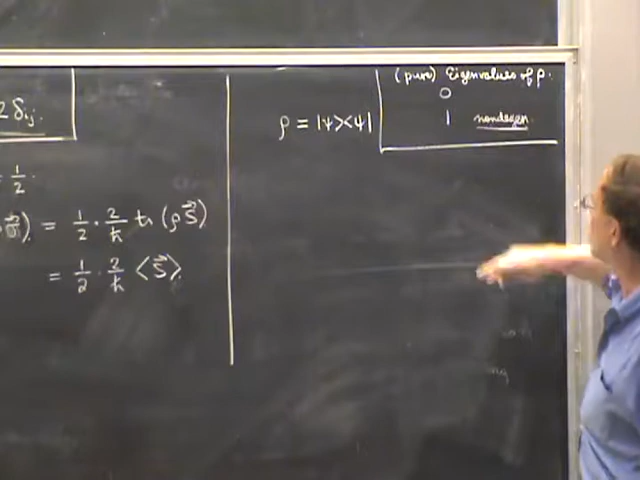 2 δij.
= 1/2.
) = 1/2 · 2/ħ tr (ρ S⃗)
= 1/2 · 2/ħ <S⃗>
ρ = |ψ><ψ|
(pure) Eigenvalues of ρ.
0
1 nondegen.